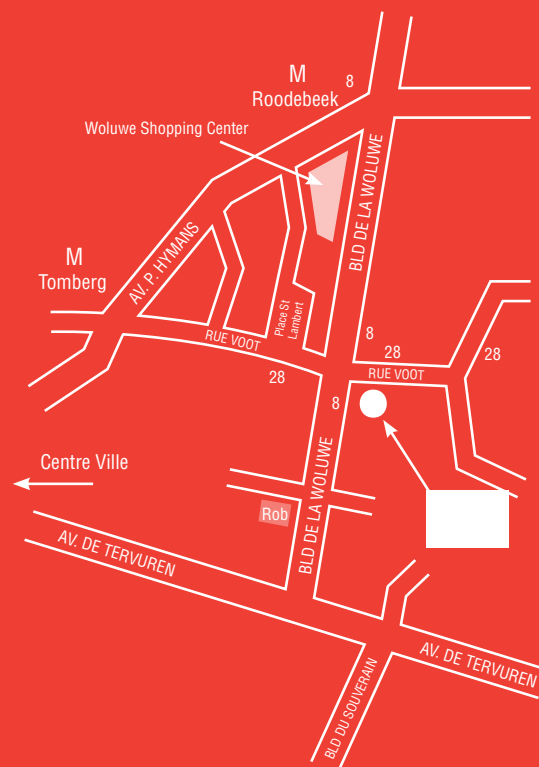 M
Roodebeek
8
Woluwe Shopping Center
BLD DE LA WOLUWE
M
Tomberg
AV. P. HYMANS
Place St
Lambert
RUE VOOT
8
28
28
RUE VOOT
28
8
Centre Ville
BLD DE LA WOLUWE
Rob
AV. DE TERVUREN
AV. DE TERVUREN
BLD DU SOUVERAIN